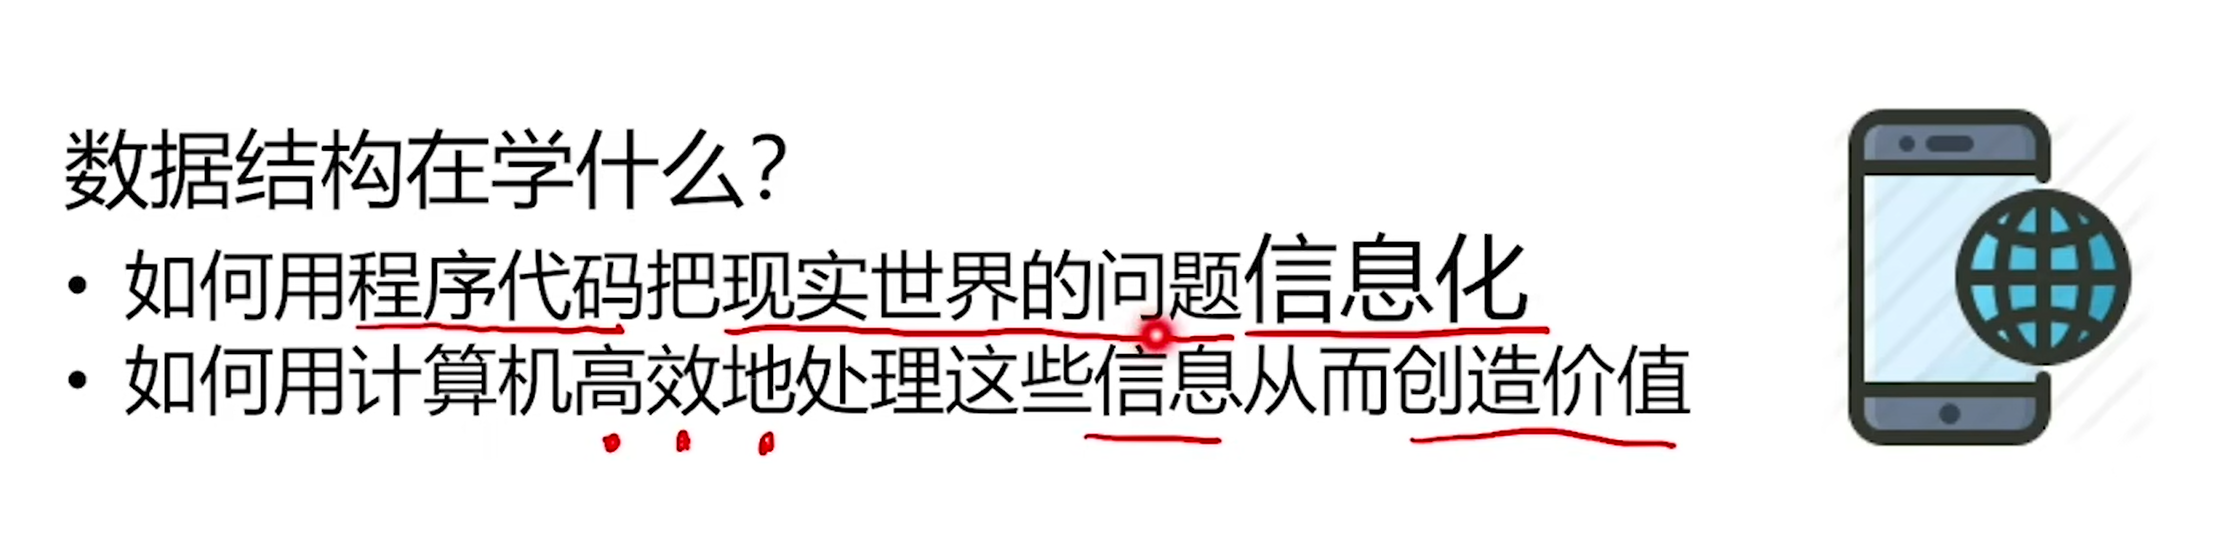 数据结构在学什么？
• 如何用程序代码把现实世界的问题信息化
• 如何用计算机高效地处理这些信息从而创造价值